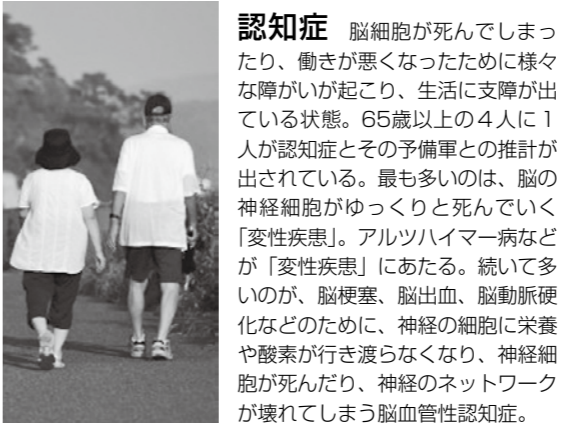 認知症 脳細胞が死んでしまっ
たり、働きが悪くなったために様々
な障がいが起こり、生活に支障が出
ている状態。65歳以上の４人に１
人が認知症とその予備軍との推計が
出されている。最も多いのは、脳の
神経細胞がゆっくりと死んでいく
「変性疾患」。アルツハイマー病など
が「変性疾患」にあたる。続いて多
いのが、脳梗塞、脳出血、脳動脈硬
化などのために、神経の細胞に栄養
や酸素が行き渡らなくなり、神経細
胞が死んだり、神経のネットワーク
が壊れてしまう脳血管性認知症。